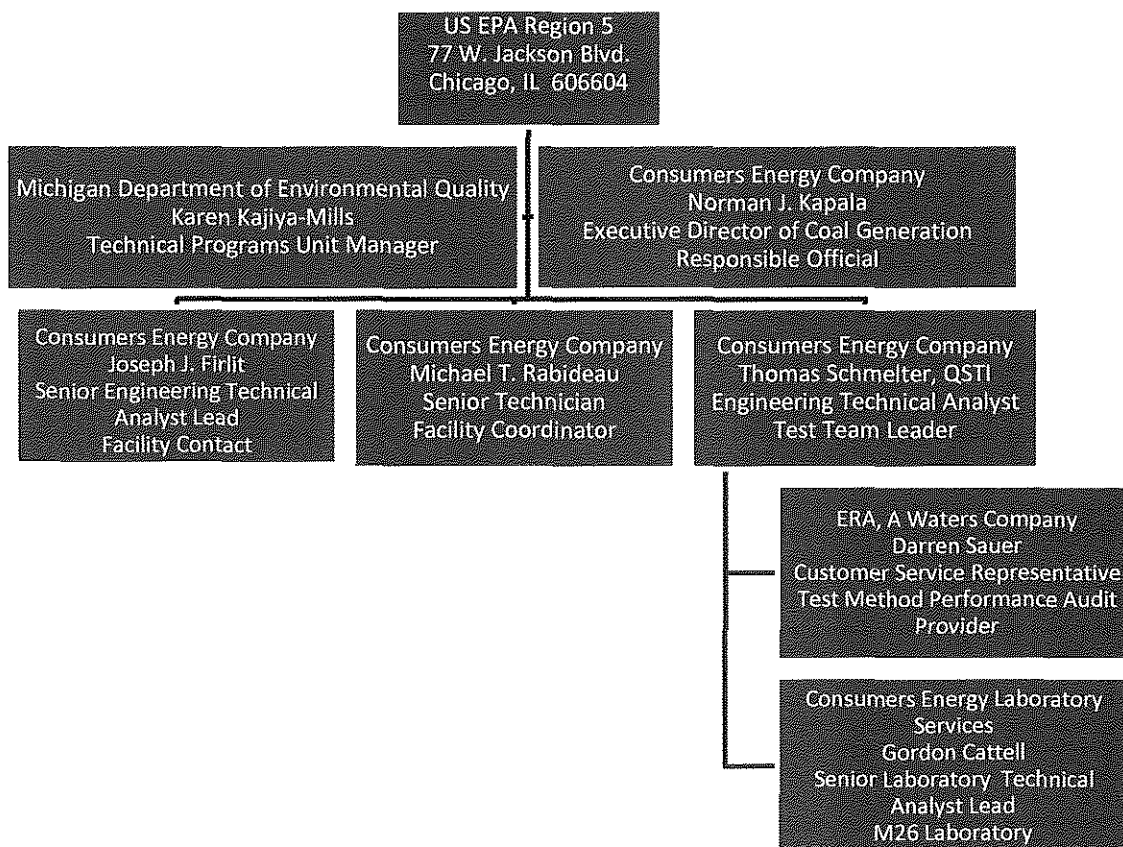 US EPA Region 5
77 W. Jackson Blvd.
Chicago, IL 606604
Michigan Department of Environmental Quality
Karen Kajiya-Mills
Technical Programs Unit Manager
Consumers Energy Company
Norman J. Kapala
Executive Director of Coal Generation
Responsible Official
Consumers Energy Company
Joseph J. Firlit
Senior Engineering Technical
Analyst Lead
Facility Contact
Consumers Energy Company
Michael T. Rabideau
Senior Technician
Facility Coordinator
Consumers Energy Company
Thomas Schmelter, QSTI
Engineering Technical Analyst
Test Team Leader
ERA, A Waters Company
Darren Sauer
Customer Service Representative
Test Method Performance Audit
Provider
Consumers Energy Laboratory
Services
Gordon Cattell
Senior Laboratory Technical
Analyst Lead
M26 Laboratory